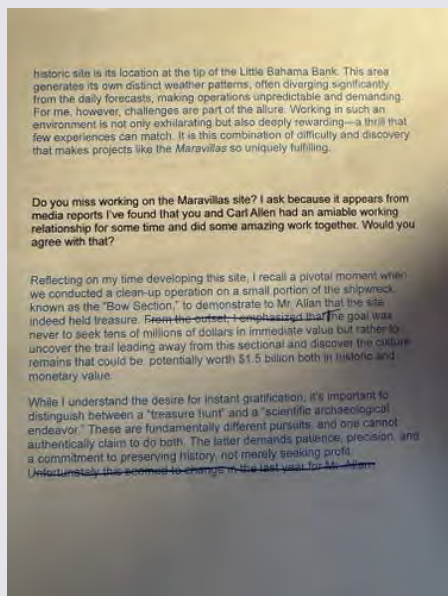 historic site is its location at the tip of the Little Bahama Bank. This area
generates its own distinct weather patterns, often diverging significantly
from the daily forecasts, making operations unpredictable and demanding.
For me, however, challenges are part of the allure. Working in such an
environment is not only exhilarating but also deeply rewarding—a thrill that
few experiences can match. It is this combination of difficulty and discovery
that makes projects like the Maravillas so uniquely fulfilling.
Do you miss working on the Maravillas site? I ask because it appears from
media reports I've found that you and Carl Allen had an amiable working
relationship for some time and did some amazing work together. Would you
agree with that?
Reflecting on my time developing this site, I recall a pivotal moment when
we conducted a clean-up operation on a small portion of the shipwreck,
known as the "Bow Section," to demonstrate to Mr. Allan that the site
indeed held treasure. From the outset, I emphasized that The goal was
never to seek tens of millions of dollars in immediate value but rather to
uncover the trail leading away from this sectional and discover the culture
remains that could be, potentially worth $1.5 billion both in historic and
monetary value.
While I understand the desire for instant gratification, it's important to
distinguish between a "treasure hunt" and a "scientific archaeological
endeavor." These are fundamentally different pursuits, and one cannot
authentically claim to do both. The latter demands patience, precision, and
a commitment to preserving history, not merely seeking profit.
Unfortunately this seemed to change in the last year for Mr. Allan.